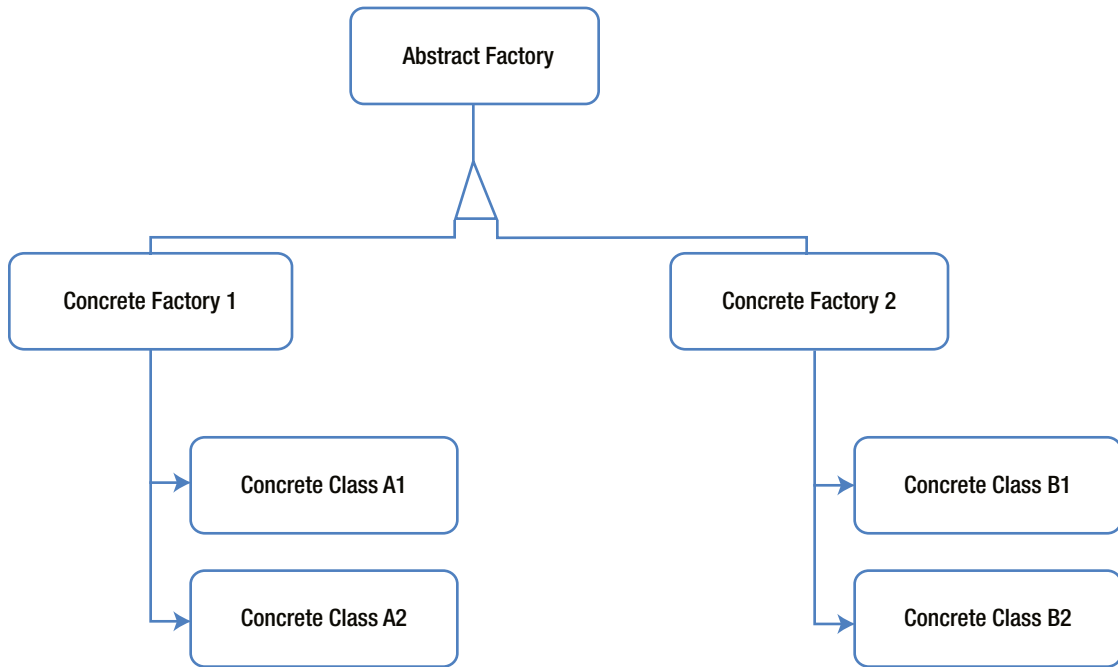 Abstract Factory
Concrete Factory 1
Concrete Factory 2
Concrete Class A1
Concrete Class B1
Concrete Class A2
Concrete Class B2